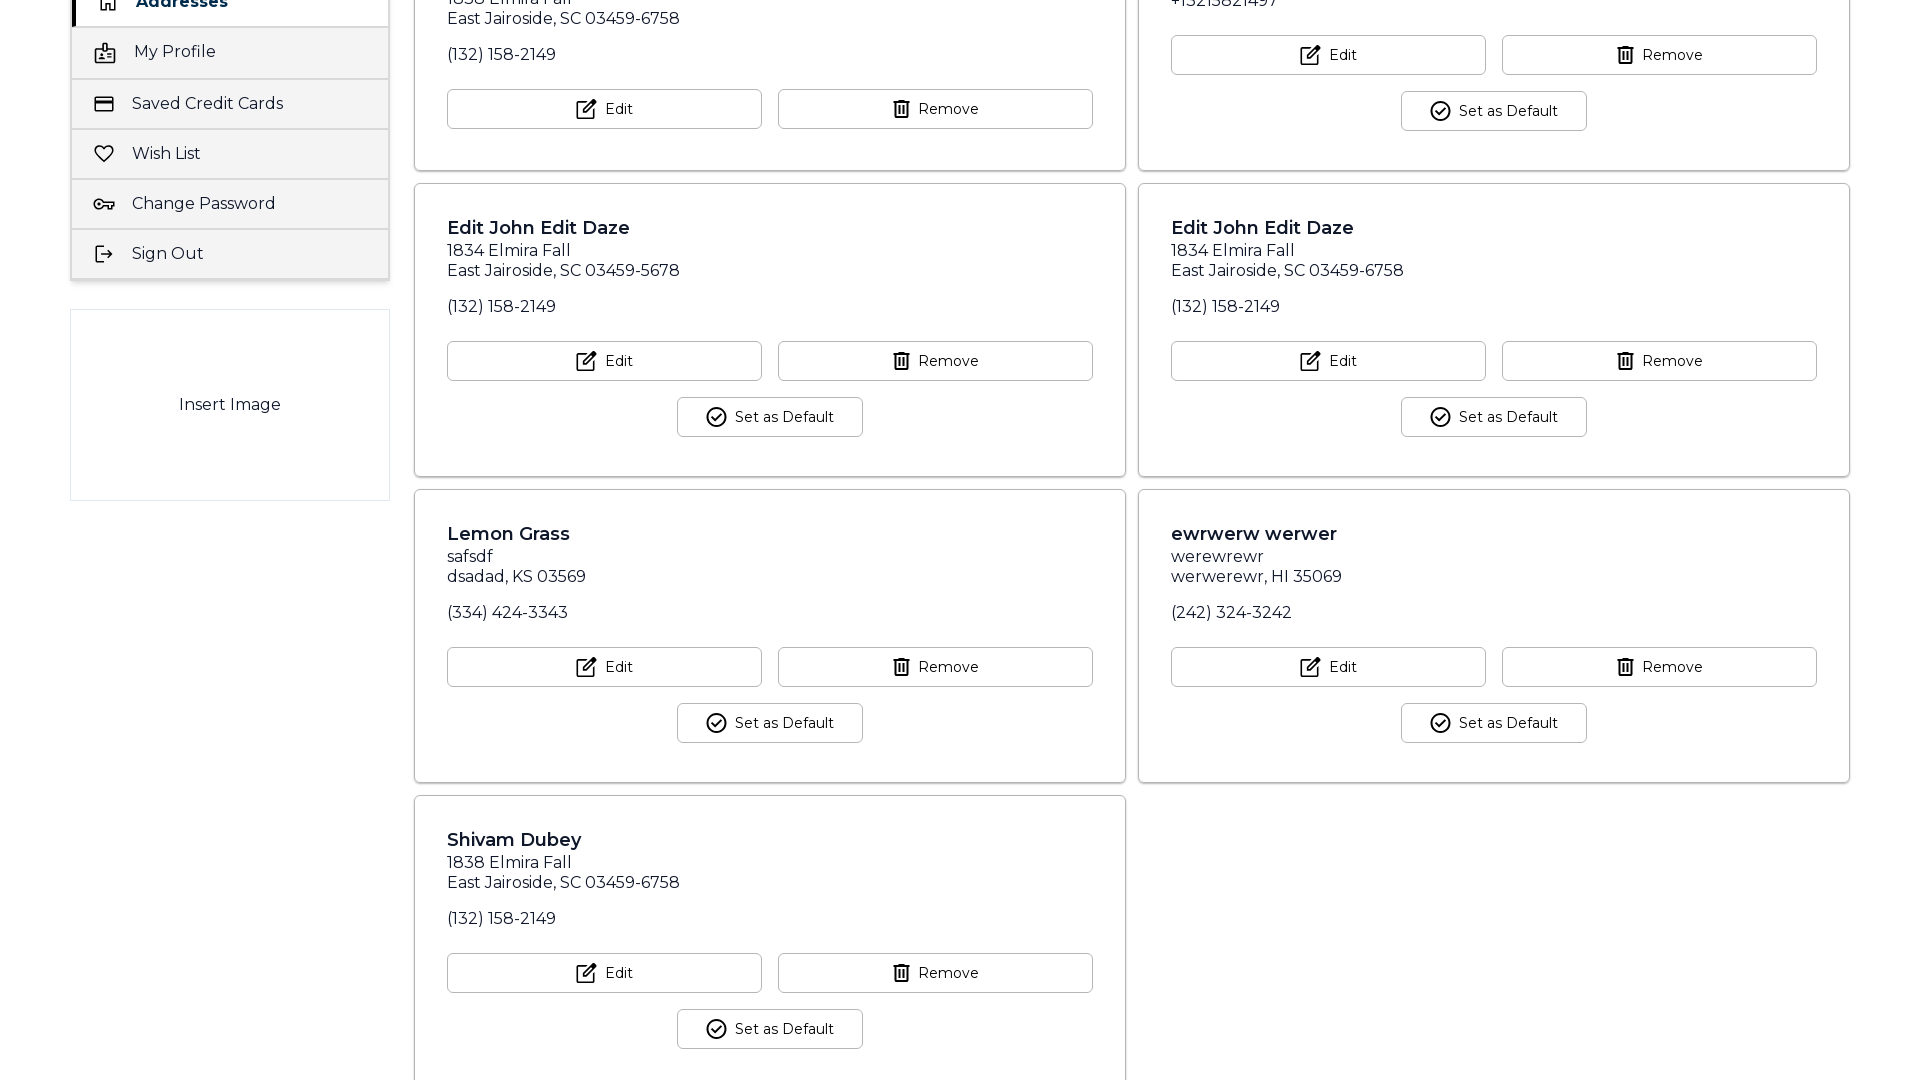 Addresses
My Profile
Saved Credit Cards
Wish List
Change Password
Sign Out
Insert Image
1838 Elmira Fall
East Jairoside, SC 03459-6758
(132) 158-2149
Edit
Remove
+13215821497
Edit
Remove
Set as Default
Edit John Edit Daze
1834 Elmira Fall
East Jairoside, SC 03459-5678
(132) 158-2149
Edit
Remove
Set as Default
Edit John Edit Daze
1834 Elmira Fall
East Jairoside, SC 03459-6758
(132) 158-2149
Edit
Remove
Set as Default
Lemon Grass
safsdf
dsadad, KS 03569
(334) 424-3343
Edit
Remove
Set as Default
ewrwerw werwer
werewrewr
werwerewr, HI 35069
(242) 324-3242
Edit
Remove
Set as Default
Shivam Dubey
1838 Elmira Fall
East Jairoside, SC 03459-6758
(132) 158-2149
Edit
Remove
Set as Default